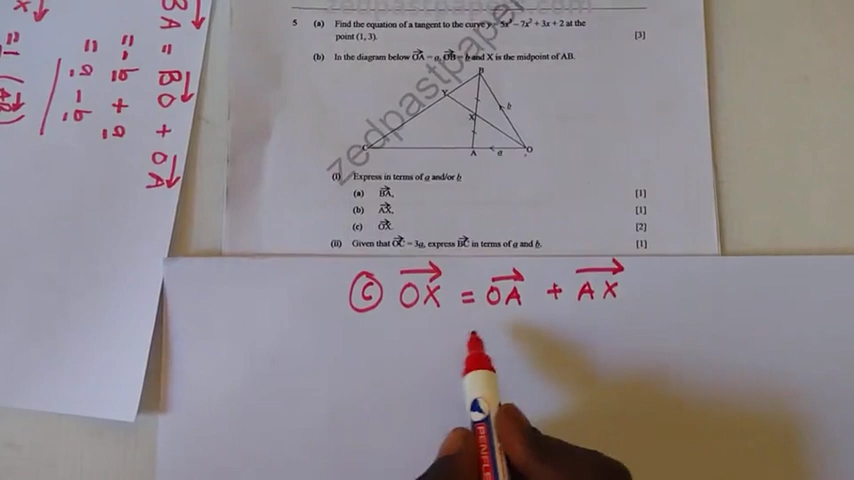 zedpastpaper
5 (a) Find the equation of a tangent to the curve y = 5x³ – 7x² + 3x + 2 at the
point (1, 3). [3]
(b) In the diagram below OA = a, OB = b and X is the midpoint of AB.
B
Y
b
X
C
A
a
O
(i) Express in terms of a and/or b
(a) BA, [1]
(b) AX, [1]
(c) OX. [2]
(ii) Given that OC = 3a, express BC in terms of a and b. [1]
BA = BO + OA
= -b + a
= a - b
(c) OX = OA + AX
PENFLE